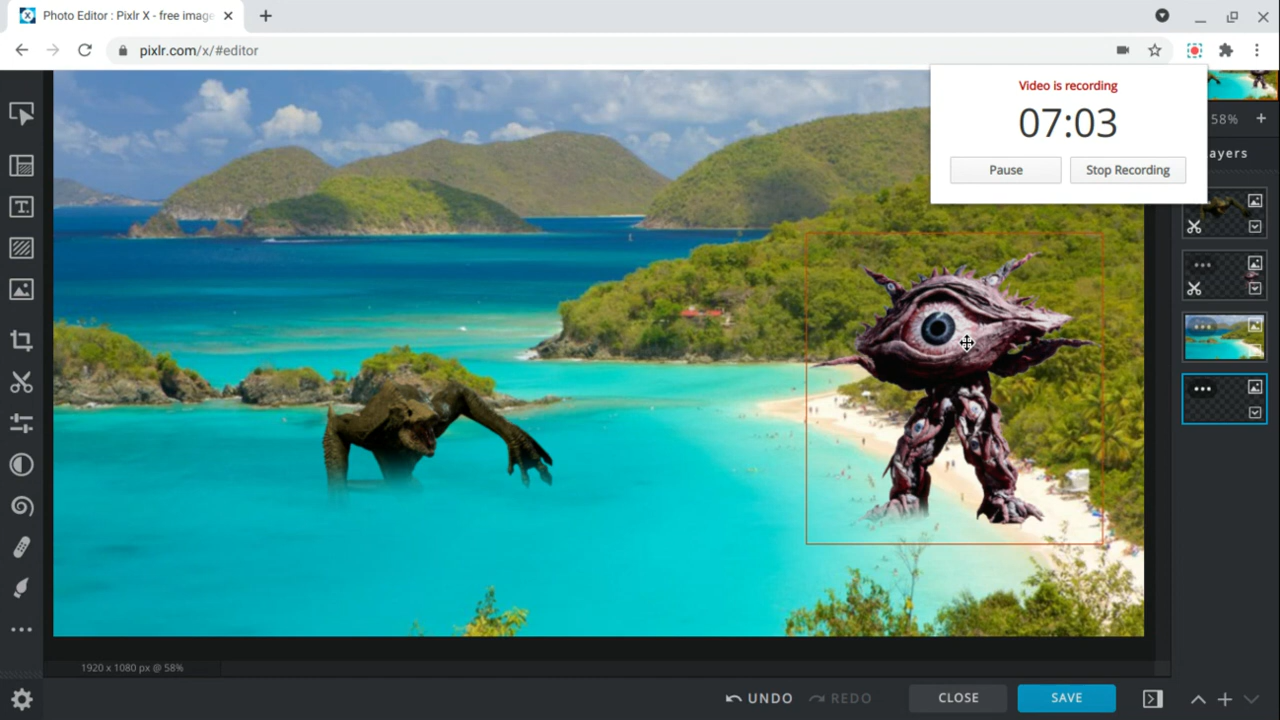 Photo Editor : Pixlr X - free image
pixlr.com/x/#editor
Video is recording
07:03
Pause
Stop Recording
58%
ayers
1920 x 1080 px @ 58%
UNDO
REDO
CLOSE
SAVE